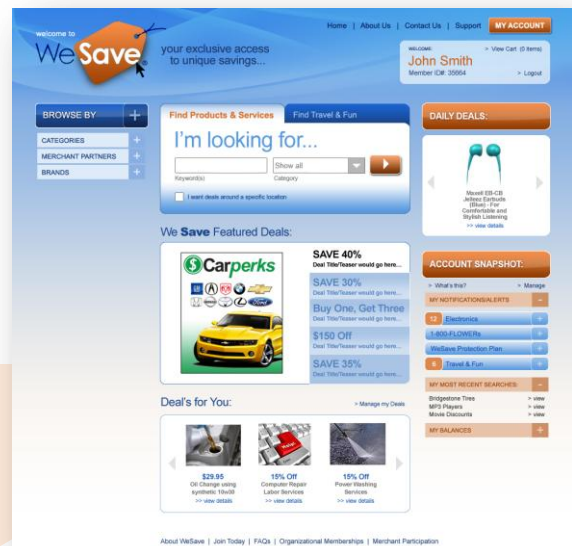 Home | About Us | Contact Us | Support MY ACCOUNT
welcome to
WeSave
your exclusive access
to unique savings...
WELCOME:
> View Cart (0 items)
John Smith
Member ID#: 35664
> Logout
BROWSE BY +
CATEGORIES +
MERCHANT PARTNERS +
BRANDS +
Find Products & Services
Find Travel & Fun
I'm looking for...
Show all
Keyword(s)
Category
I want deals around a specific location
DAILY DEALS:
Maxell EB-CB
Jelleez Earbuds
(Blue) - For
Comfortable and
Stylish Listening
>> view details
We Save Featured Deals:
$Carperks
GMC
Ford
SAVE 40%
Deal Title/Teaser would go here...
SAVE 30%
Deal Title/Teaser would go here...
Buy One, Get Three
Deal Title/Teaser would go here...
$150 Off
Deal Title/Teaser would go here...
SAVE 35%
Deal Title/Teaser would go here...
ACCOUNT SNAPSHOT:
> What's this?
> Manage
MY NOTIFICATIONS/ALERTS -
12 Electronics +
1-800-FLOWERs +
WeSave Protection Plan +
6 Travel & Fun +
MY MOST RECENT SEARCHES: -
Bridgestone Tires > view
MP3 Players > view
Movie Discounts > view
MY BALANCES +
Deal's for You:
> Manage my Deals
Help!
$29.95
Oil Change using
synthetic 10w30
>> view details
15% Off
Computer Repair
Labor Services
>> view details
15% Off
Power Washing
Services
>> view details
About WeSave | Join Today | FAQs | Organizational Memberships | Merchant Participation